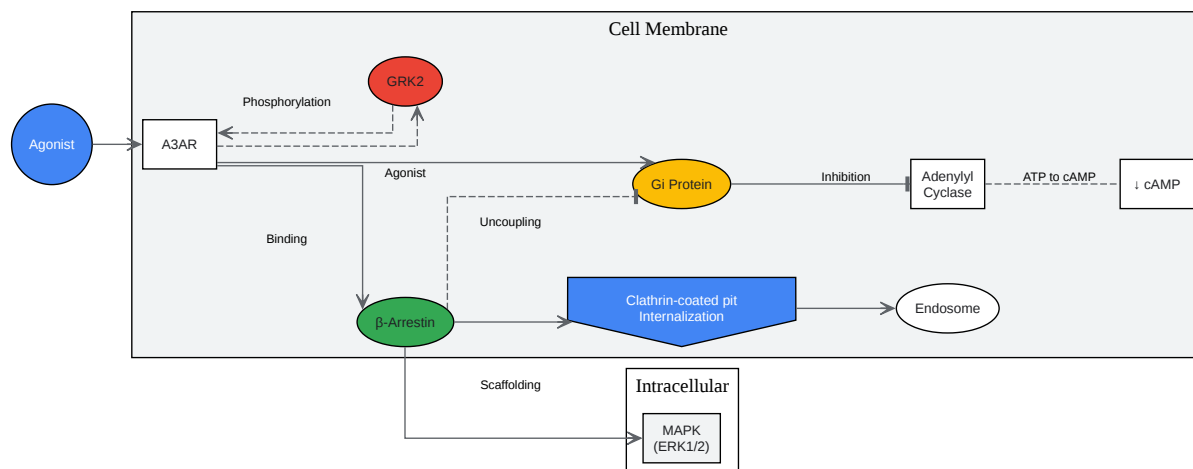 Cell Membrane
GRK2
Phosphorylation
Agonist
A3AR
Agonist
Gi Protein
Inhibition
Adenylyl
Cyclase
ATP to cAMP
↓ cAMP
Uncoupling
Binding
Clathrin-coated pit
Internalization
β-Arrestin
Endosome
Scaffolding
Intracellular
MAPK
(ERK1/2)